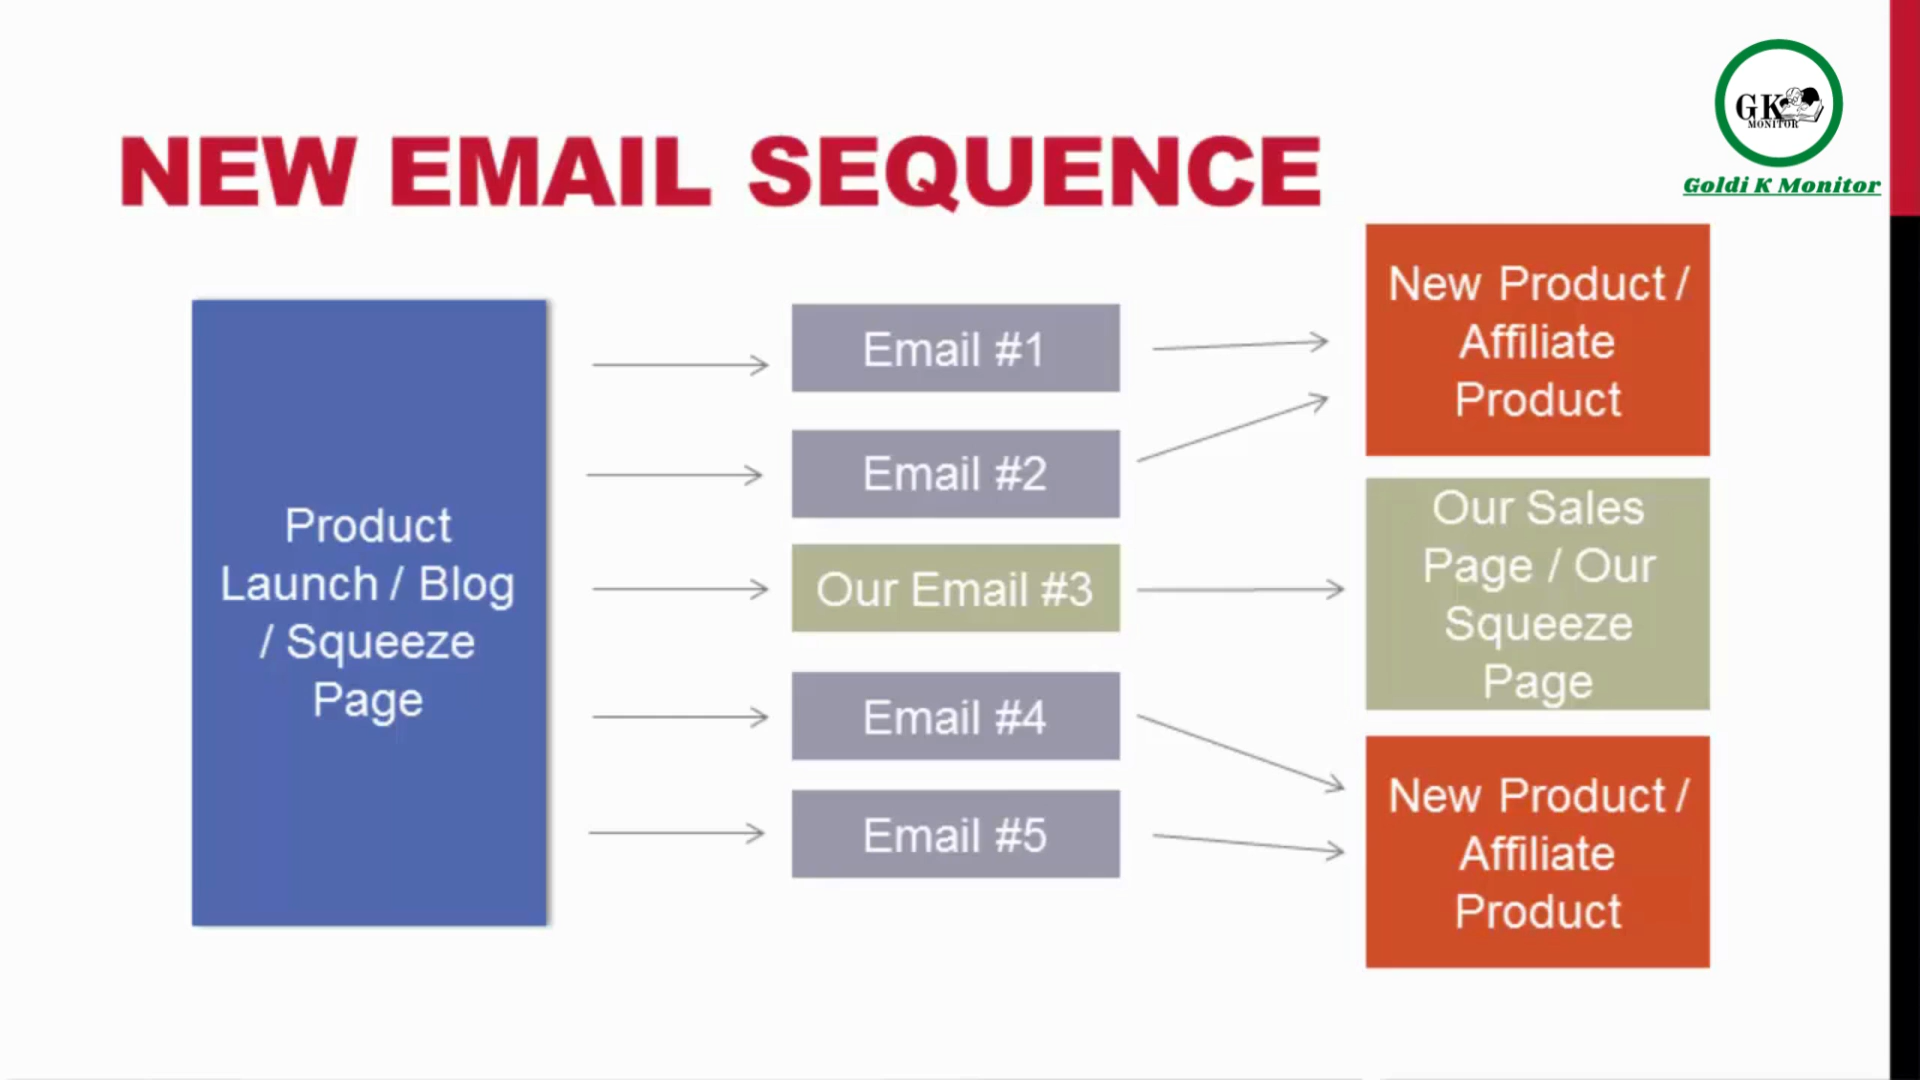 GK
MONITOR
Goldi K Monitor
NEW EMAIL SEQUENCE
Product
Launch / Blog
/ Squeeze
Page
Email #1
Email #2
Our Email #3
Email #4
Email #5
New Product /
Affiliate
Product
Our Sales
Page / Our
Squeeze
Page
New Product /
Affiliate
Product